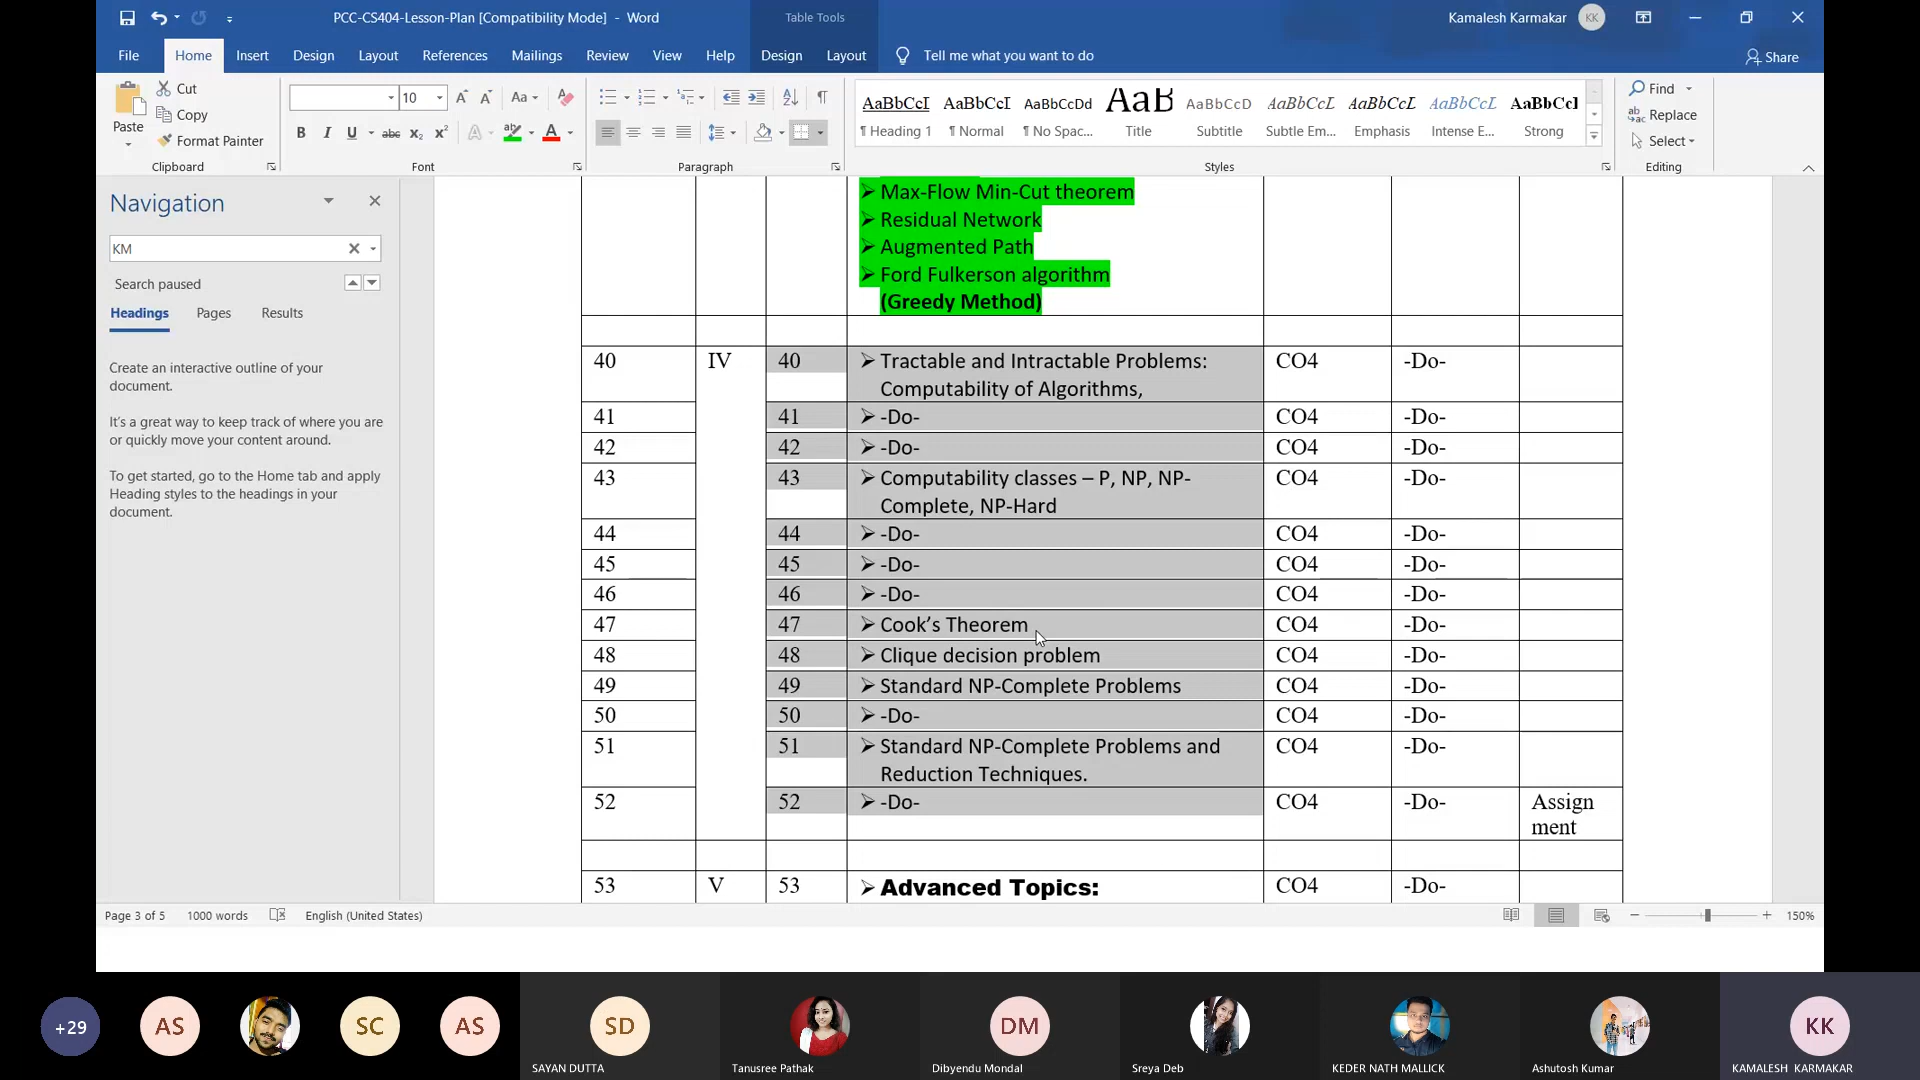 PCC-CS404-Lesson-Plan [Compatibility Mode] - Word
Table Tools
Kamalesh Karmakar
KK
File Home Insert Design Layout References Mailings Review View Help Design Layout Tell me what you want to do
Share
Paste
Cut
Copy
Format Painter
Clipboard
10
Aa
B I U abc x₂ x² A ab A
Font
Paragraph
AaBbCcI AaBbCcI AaBbCcDd AaB AaBbCcD AaBbCcL AaBbCcL AaBbCcL AaBbCcI
¶ Heading 1 ¶ Normal ¶ No Spac... Title Subtitle Subtle Em... Emphasis Intense E... Strong
Styles
Find
Replace
Select
Editing
Navigation
KM
Search paused
Headings Pages Results
Create an interactive outline of your
document.
It's a great way to keep track of where you are
or quickly move your content around.
To get started, go to the Home tab and apply
Heading styles to the headings in your
document.
➢ Max-Flow Min-Cut theorem
➢ Residual Network
➢ Augmented Path
➢ Ford Fulkerson algorithm
(Greedy Method)
40 IV 40 ➢ Tractable and Intractable Problems: CO4 -Do-
Computability of Algorithms,
41 41 ➢ -Do- CO4 -Do-
42 42 ➢ -Do- CO4 -Do-
43 43 ➢ Computability classes – P, NP, NP- CO4 -Do-
Complete, NP-Hard
44 44 ➢ -Do- CO4 -Do-
45 45 ➢ -Do- CO4 -Do-
46 46 ➢ -Do- CO4 -Do-
47 47 ➢ Cook's Theorem CO4 -Do-
48 48 ➢ Clique decision problem CO4 -Do-
49 49 ➢ Standard NP-Complete Problems CO4 -Do-
50 50 ➢ -Do- CO4 -Do-
51 51 ➢ Standard NP-Complete Problems and CO4 -Do-
Reduction Techniques.
52 52 ➢ -Do- CO4 -Do- Assign
ment
53 V 53 ➢ Advanced Topics: CO4 -Do-
Page 3 of 5 1000 words English (United States) 150%
+29
AS
SC
AS
SD
SAYAN DUTTA
Tanusree Pathak
DM
Dibyendu Mondal
Sreya Deb
KEDER NATH MALLICK
Ashutosh Kumar
KK
KAMALESH KARMAKAR